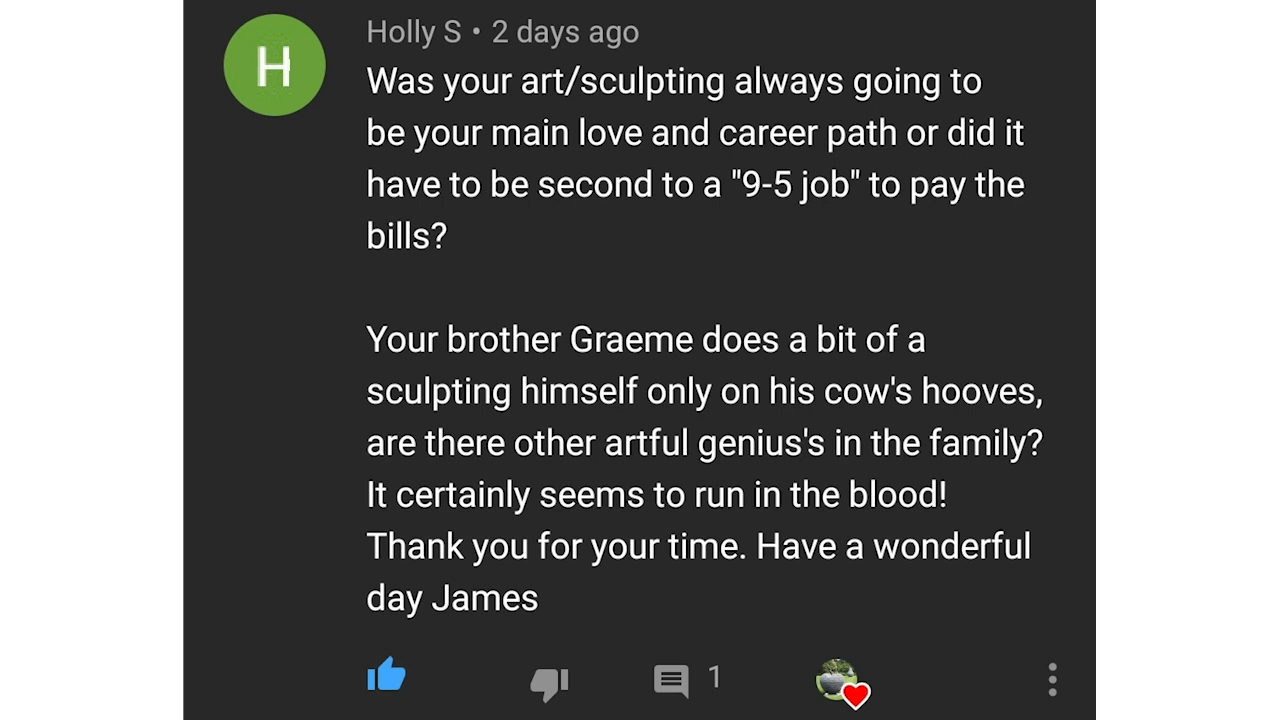 H
Holly S • 2 days ago
Was your art/sculpting always going to
be your main love and career path or did it
have to be second to a "9-5 job" to pay the
bills?
Your brother Graeme does a bit of a
sculpting himself only on his cow's hooves,
are there other artful genius's in the family?
It certainly seems to run in the blood!
Thank you for your time. Have a wonderful
day James
1